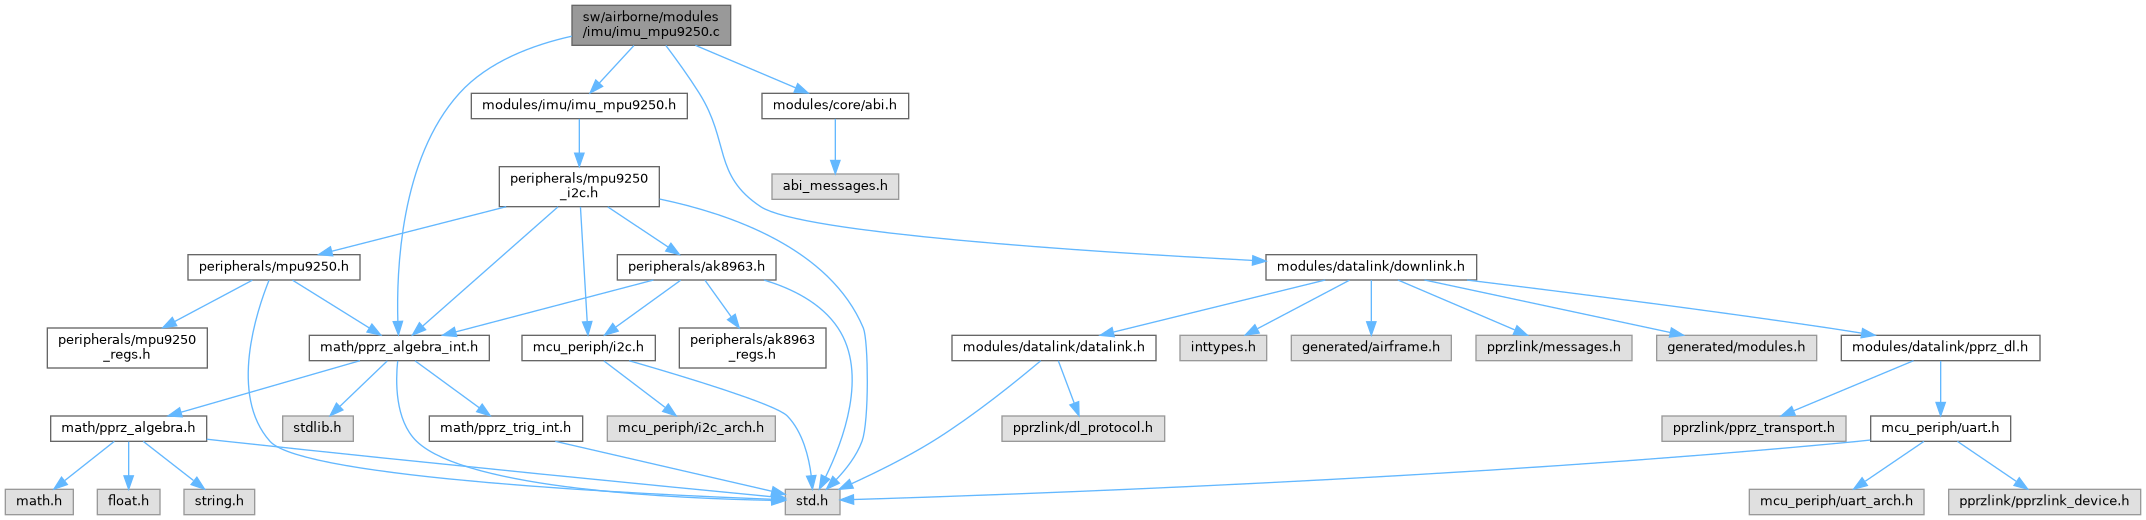 sw/airborne/modules
/imu/imu_mpu9250.c
modules/imu/imu_mpu9250.h
modules/core/abi.h
peripherals/mpu9250
_i2c.h
abi_messages.h
peripherals/mpu9250.h
peripherals/ak8963.h
modules/datalink/downlink.h
peripherals/mpu9250
_regs.h
math/pprz_algebra_int.h
mcu_periph/i2c.h
peripherals/ak8963
_regs.h
modules/datalink/datalink.h
inttypes.h
generated/airframe.h
pprzlink/messages.h
generated/modules.h
modules/datalink/pprz_dl.h
math/pprz_algebra.h
stdlib.h
math/pprz_trig_int.h
mcu_periph/i2c_arch.h
pprzlink/dl_protocol.h
pprzlink/pprz_transport.h
mcu_periph/uart.h
math.h
float.h
string.h
std.h
mcu_periph/uart_arch.h
pprzlink/pprzlink_device.h